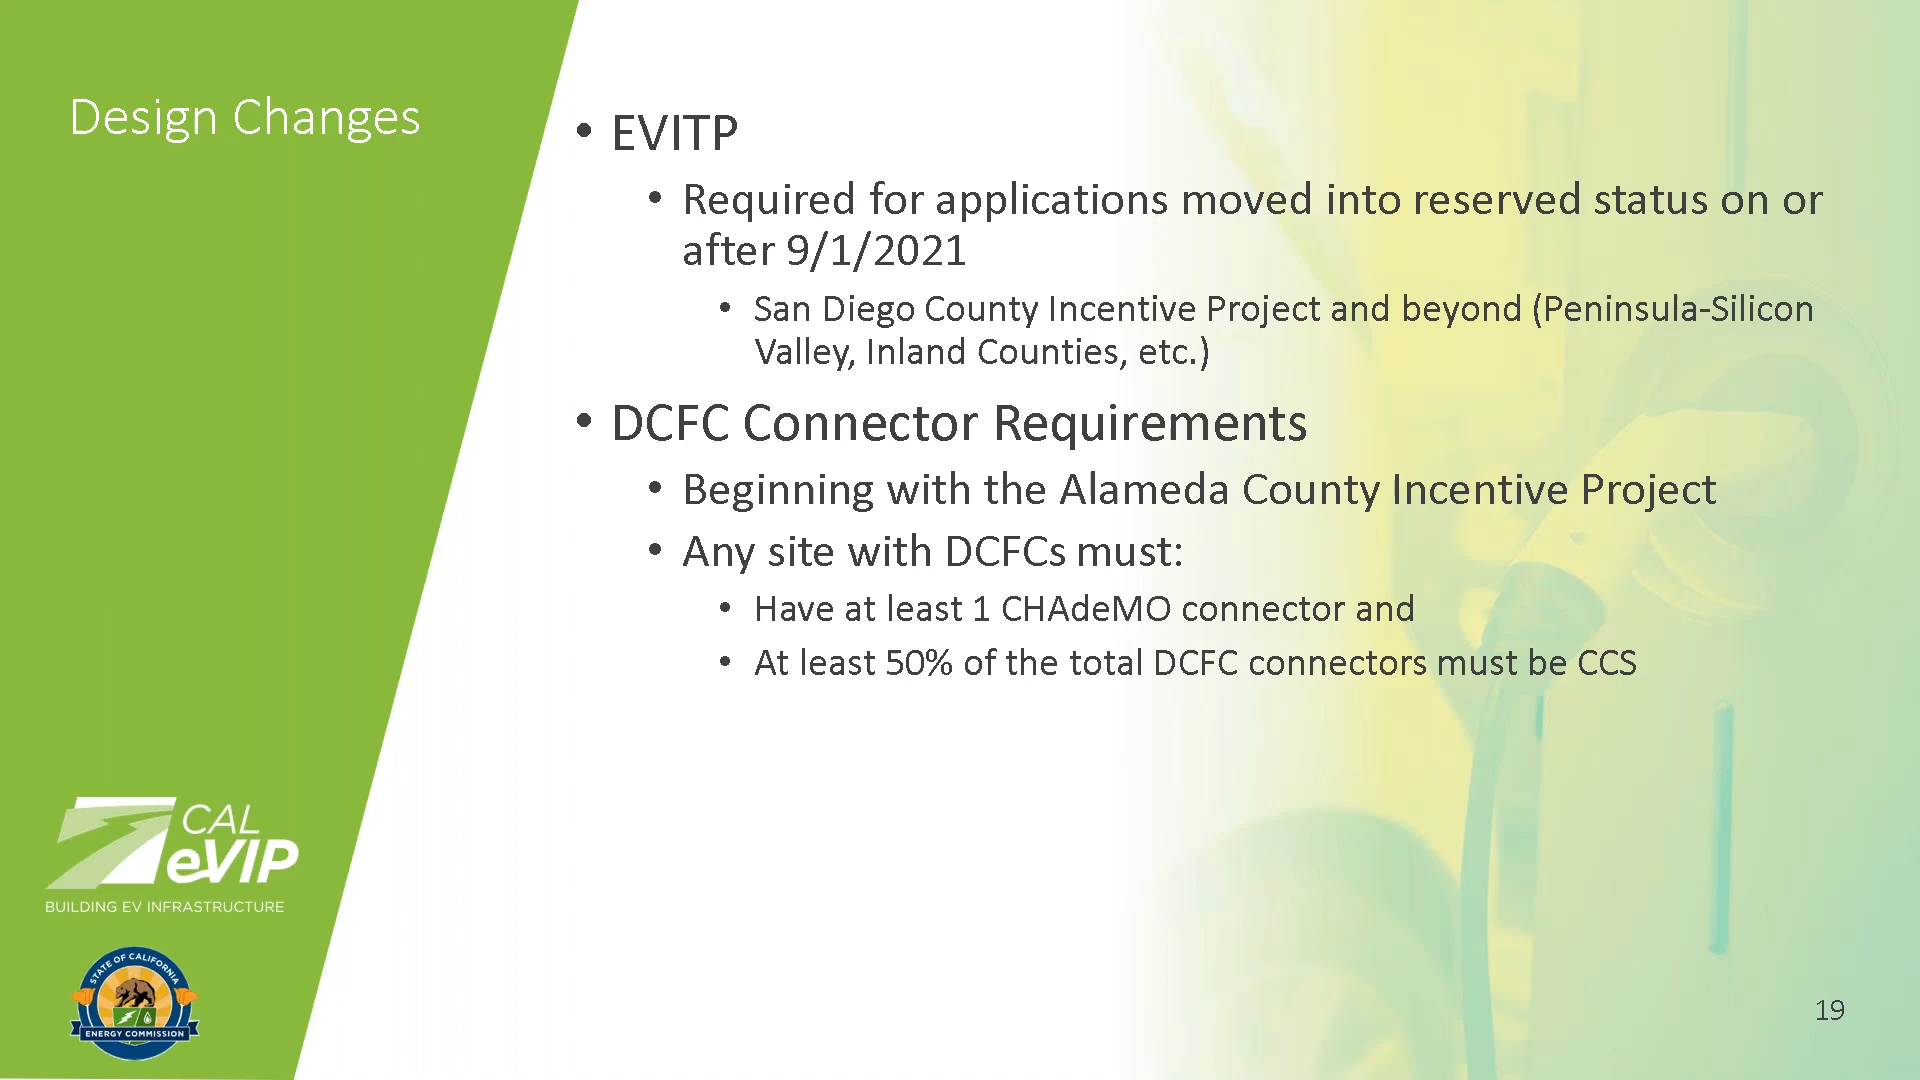 Design Changes
• EVITP
• Required for applications moved into reserved status on or
after 9/1/2021
• San Diego County Incentive Project and beyond (Peninsula-Silicon
Valley, Inland Counties, etc.)
• DCFC Connector Requirements
• Beginning with the Alameda County Incentive Project
• Any site with DCFCs must:
• Have at least 1 CHAdeMO connector and
• At least 50% of the total DCFC connectors must be CCS
CAL
eVIP
BUILDING EV INFRASTRUCTURE
STATE OF CALIFORNIA
ENERGY COMMISSION
19